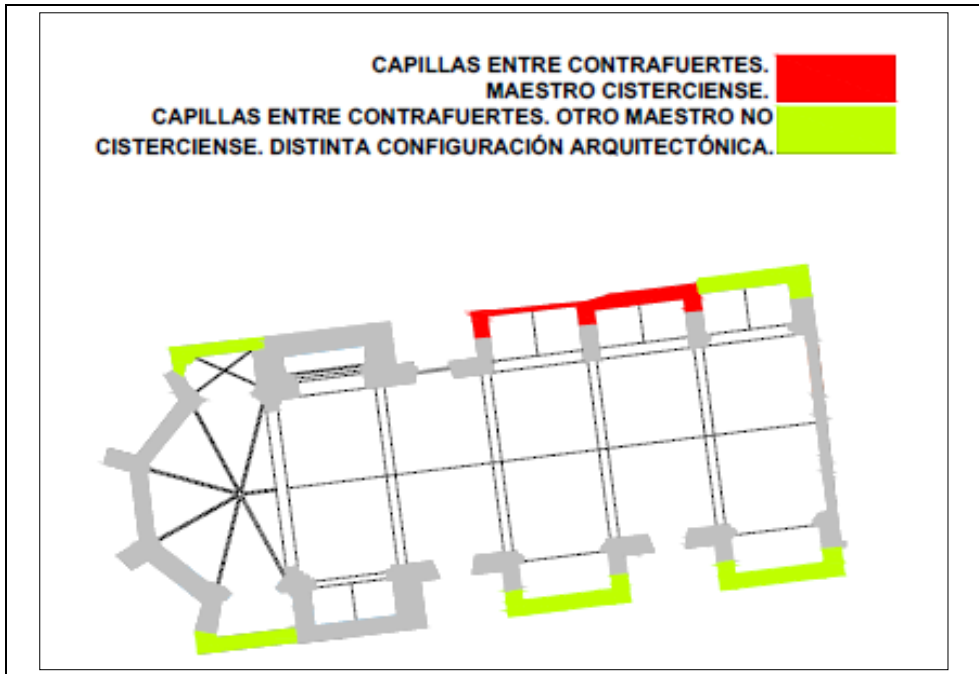 CAPILLAS ENTRE CONTRAFUERTES.
MAESTRO CISTERCIENSE.
CAPILLAS ENTRE CONTRAFUERTES. OTRO MAESTRO NO
CISTERCIENSE. DISTINTA CONFIGURACIÓN ARQUITECTÓNICA.